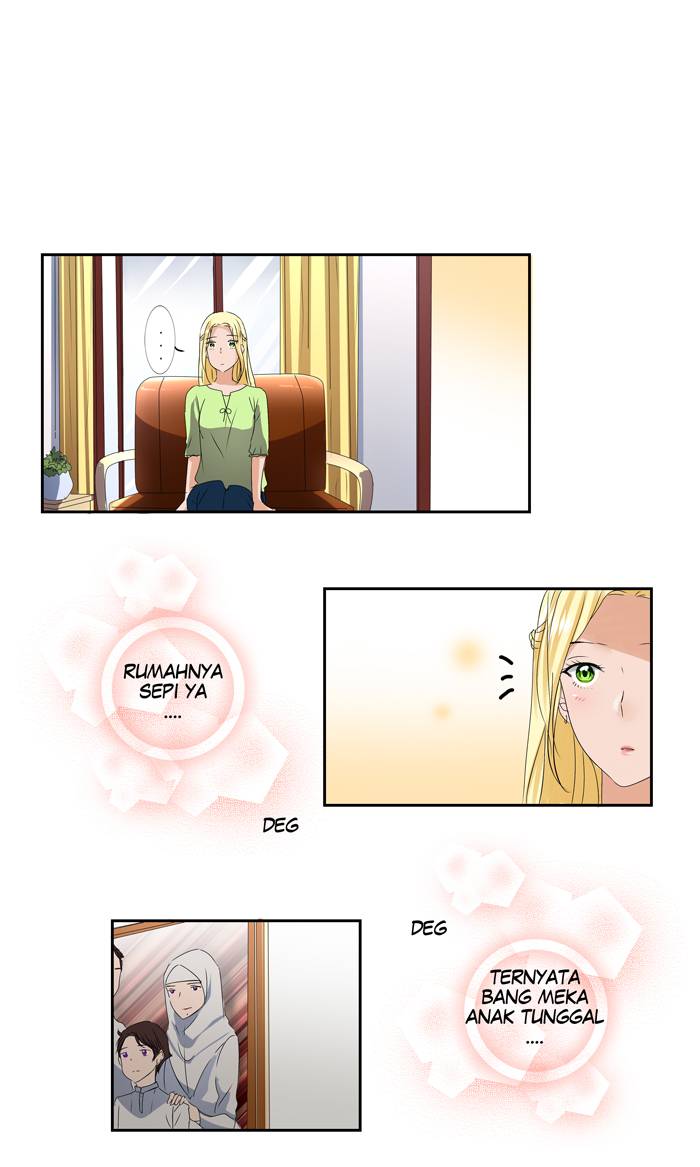 ...
RUMAHNYA
SEPI YA
....
DEG
DEG
TERNYATA
BANG MEKA
ANAK TUNGGAL
....